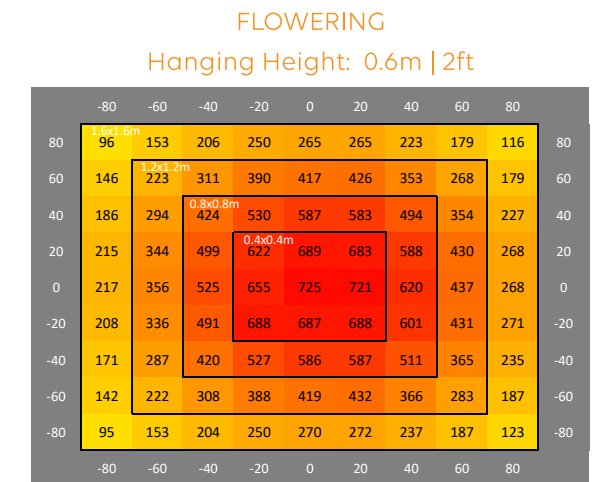 FLOWERING
Hanging Height: 0.6m | 2ft
-80 -60 -40 -20 0 20 40 60 80
1.6x1.6m
80 96 153 206 250 265 265 223 179 116 80
1.2x1.2m
60 146 223 311 390 417 426 353 268 179 60
0.8x0.8m
40 186 294 424 530 587 583 494 354 227 40
0.4x0.4m
20 215 344 499 622 689 683 588 430 268 20
0 217 356 525 655 725 721 620 437 268 0
-20 208 336 491 688 687 688 601 431 271 -20
-40 171 287 420 527 586 587 511 365 235 -40
-60 142 222 308 388 419 432 366 283 187 -60
-80 95 153 204 250 270 272 237 187 123 -80
-80 -60 -40 -20 0 20 40 60 80